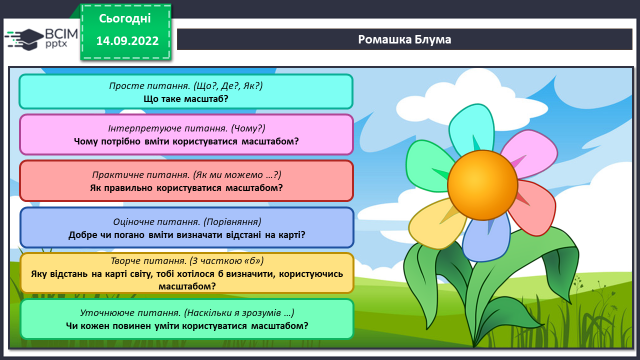 Сьогодні
14.09.2022
BCIM
pptx
Ромашка Блума
Просте питання. (Що?, Де?, Як?)
Що таке масштаб?
Інтерпретуюче питання. (Чому?)
Чому потрібно вміти користуватися масштабом?
Практичне питання. (Як ми можемо …?)
Як правильно користуватися масштабом?
Оціночне питання. (Порівняння)
Добре чи погано вміти визначати відстані на карті?
Творче питання. (З часткою «б»)
Яку відстань на карті світу, тобі хотілося б визначити, користуючись
масштабом?
Уточнююче питання. (Наскільки я зрозумів …)
Чи кожен повинен уміти користуватися масштабом?